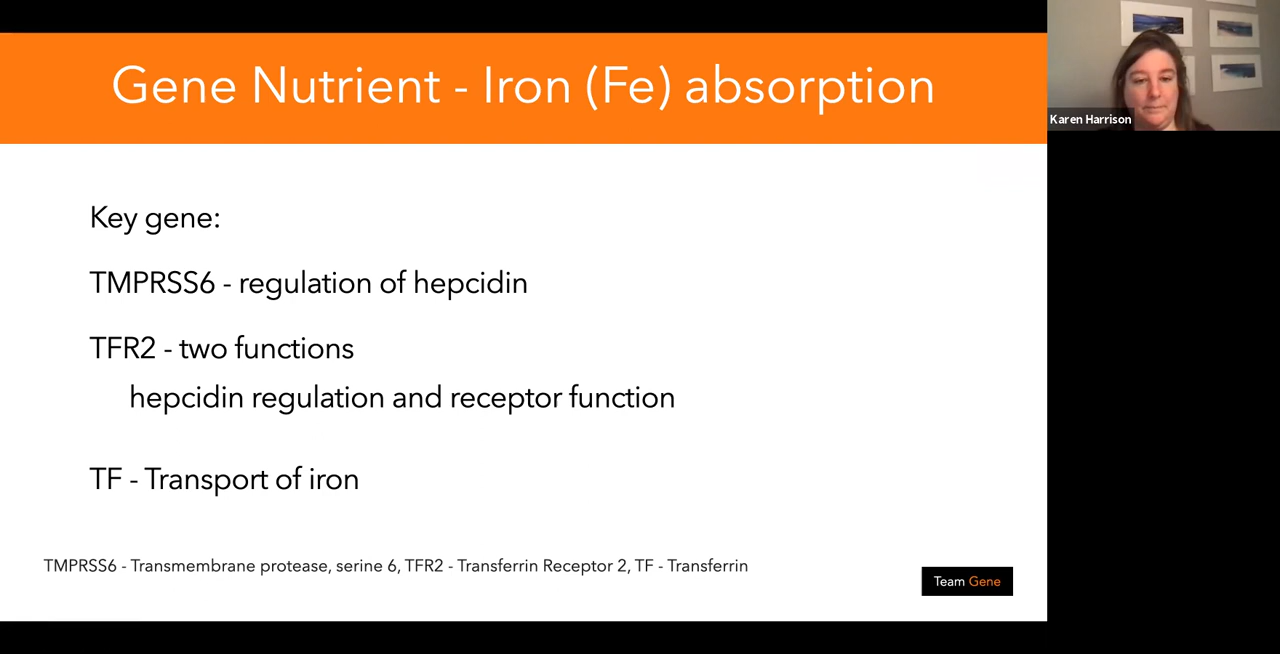 Gene Nutrient - Iron (Fe) absorption
Karen Harrison
Key gene:
TMPRSS6 - regulation of hepcidin
TFR2 - two functions
hepcidin regulation and receptor function
TF - Transport of iron
TMPRSS6 - Transmembrane protease, serine 6, TFR2 - Transferrin Receptor 2, TF - Transferrin
Team Gene